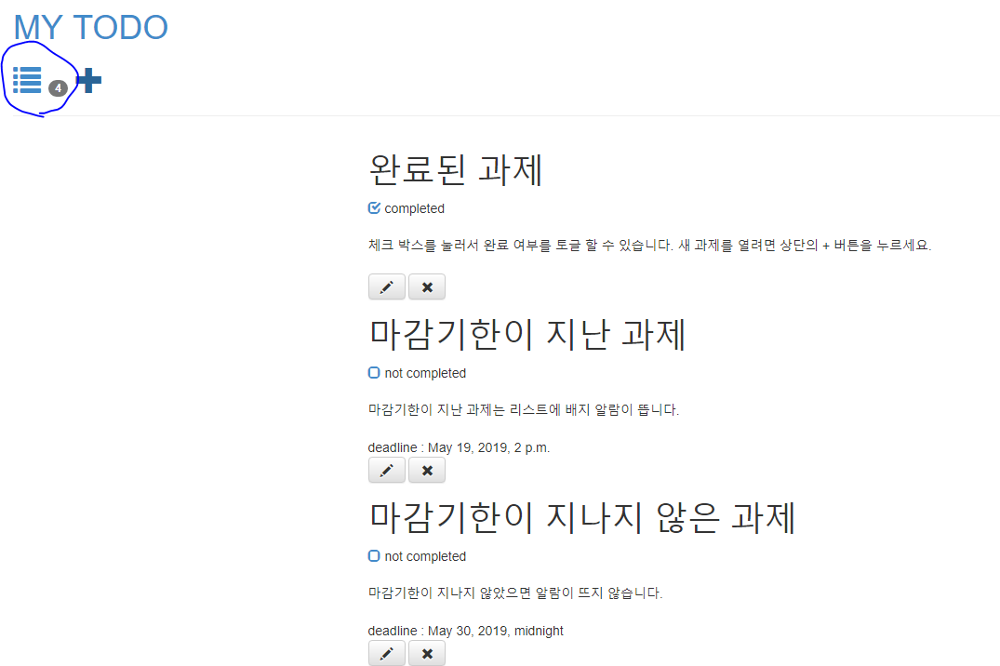 MY TODO
4
완료된 과제
completed
체크 박스를 눌러서 완료 여부를 토글 할 수 있습니다. 새 과제를 열려면 상단의 + 버튼을 누르세요.
마감기한이 지난 과제
not completed
마감기한이 지난 과제는 리스트에 배지 알람이 뜹니다.
deadline : May 19, 2019, 2 p.m.
마감기한이 지나지 않은 과제
not completed
마감기한이 지나지 않았으면 알람이 뜨지 않습니다.
deadline : May 30, 2019, midnight